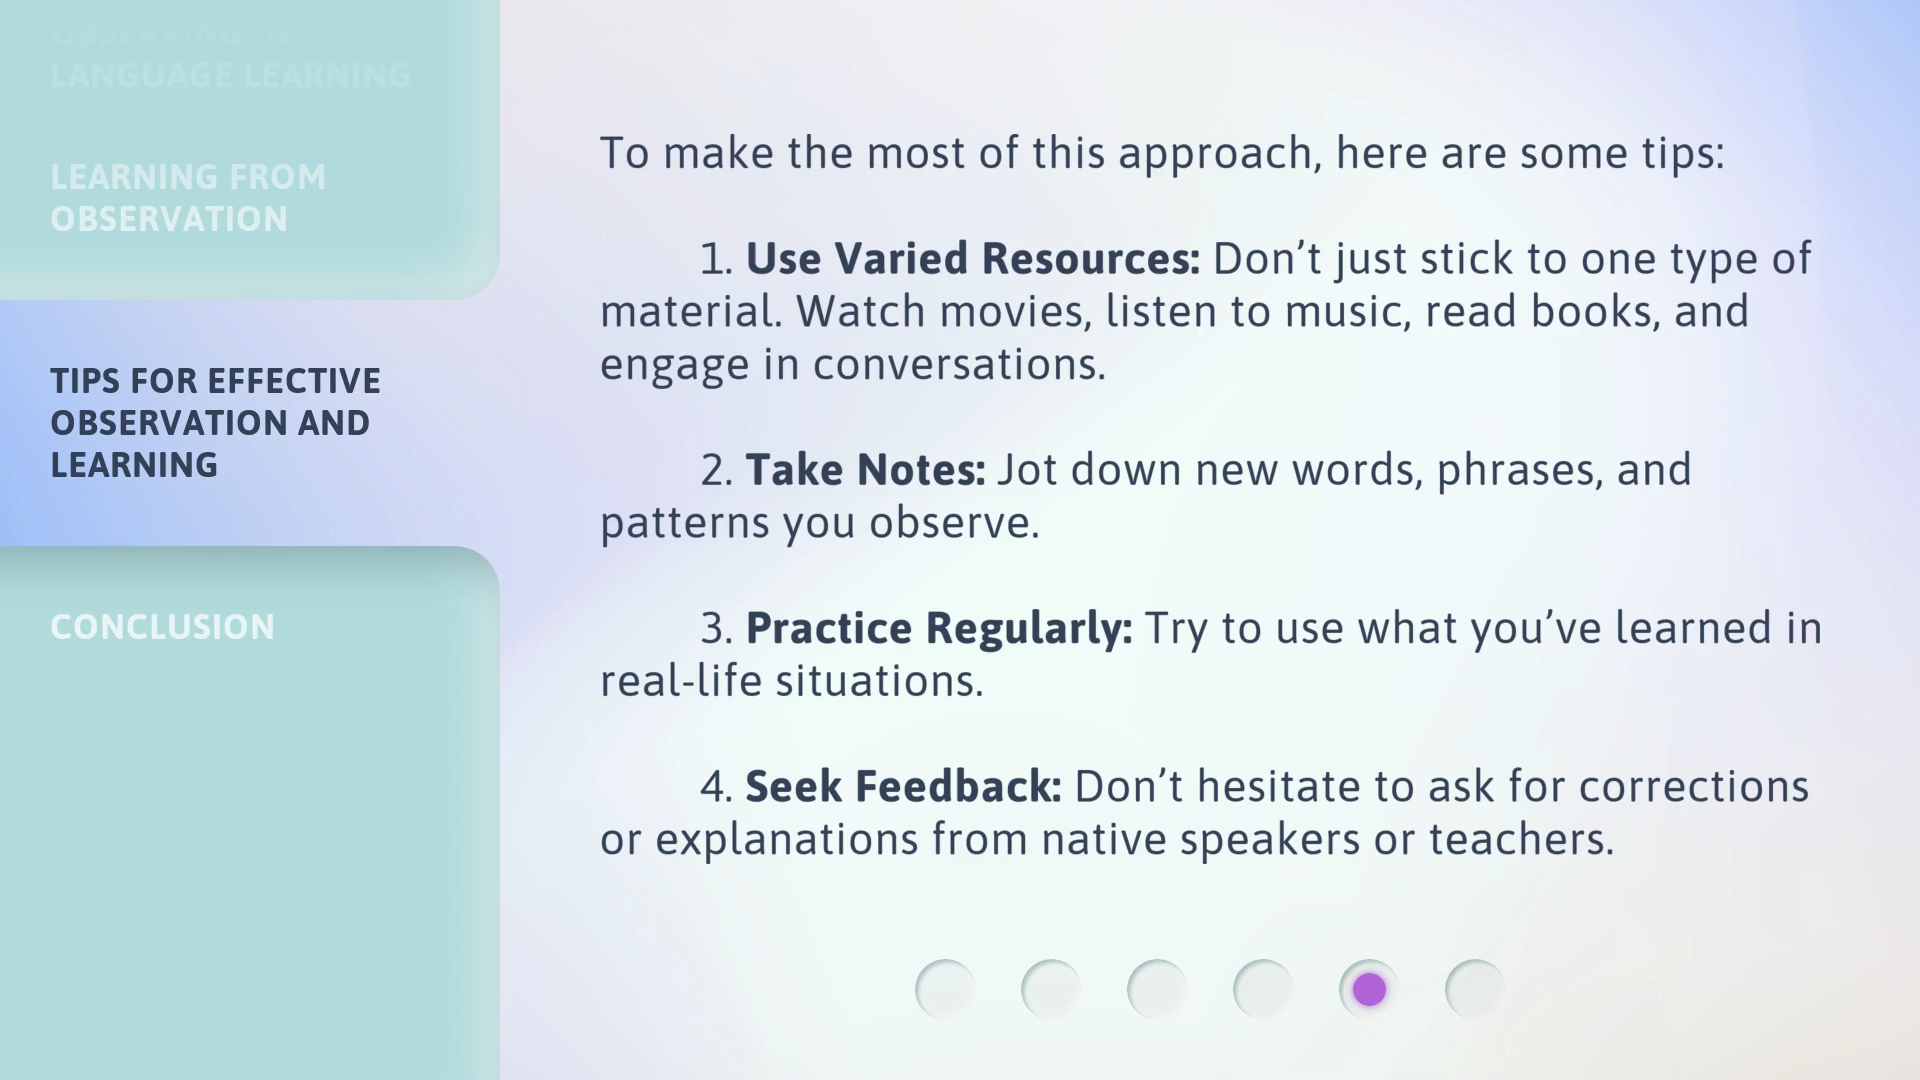 OBSERVING IN
LANGUAGE LEARNING
LEARNING FROM
OBSERVATION
TIPS FOR EFFECTIVE
OBSERVATION AND
LEARNING
CONCLUSION
To make the most of this approach, here are some tips:
1. Use Varied Resources: Don’t just stick to one type of
material. Watch movies, listen to music, read books, and
engage in conversations.
2. Take Notes: Jot down new words, phrases, and
patterns you observe.
3. Practice Regularly: Try to use what you’ve learned in
real-life situations.
4. Seek Feedback: Don’t hesitate to ask for corrections
or explanations from native speakers or teachers.